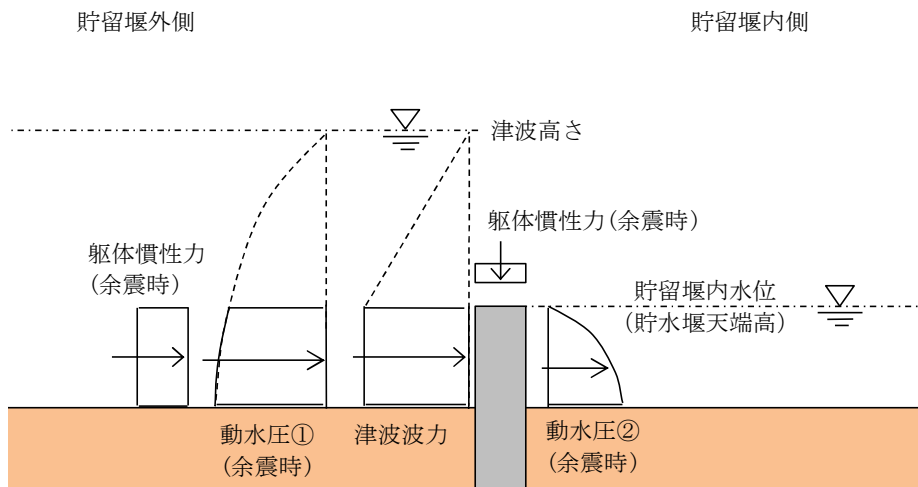 貯留堰外側
貯留堰内側
津波高さ
躯体慣性力(余震時)
躯体慣性力
(余震時)
貯留堰内水位
(貯水堰天端高)
動水圧①
(余震時)
津波波力
動水圧②
(余震時)